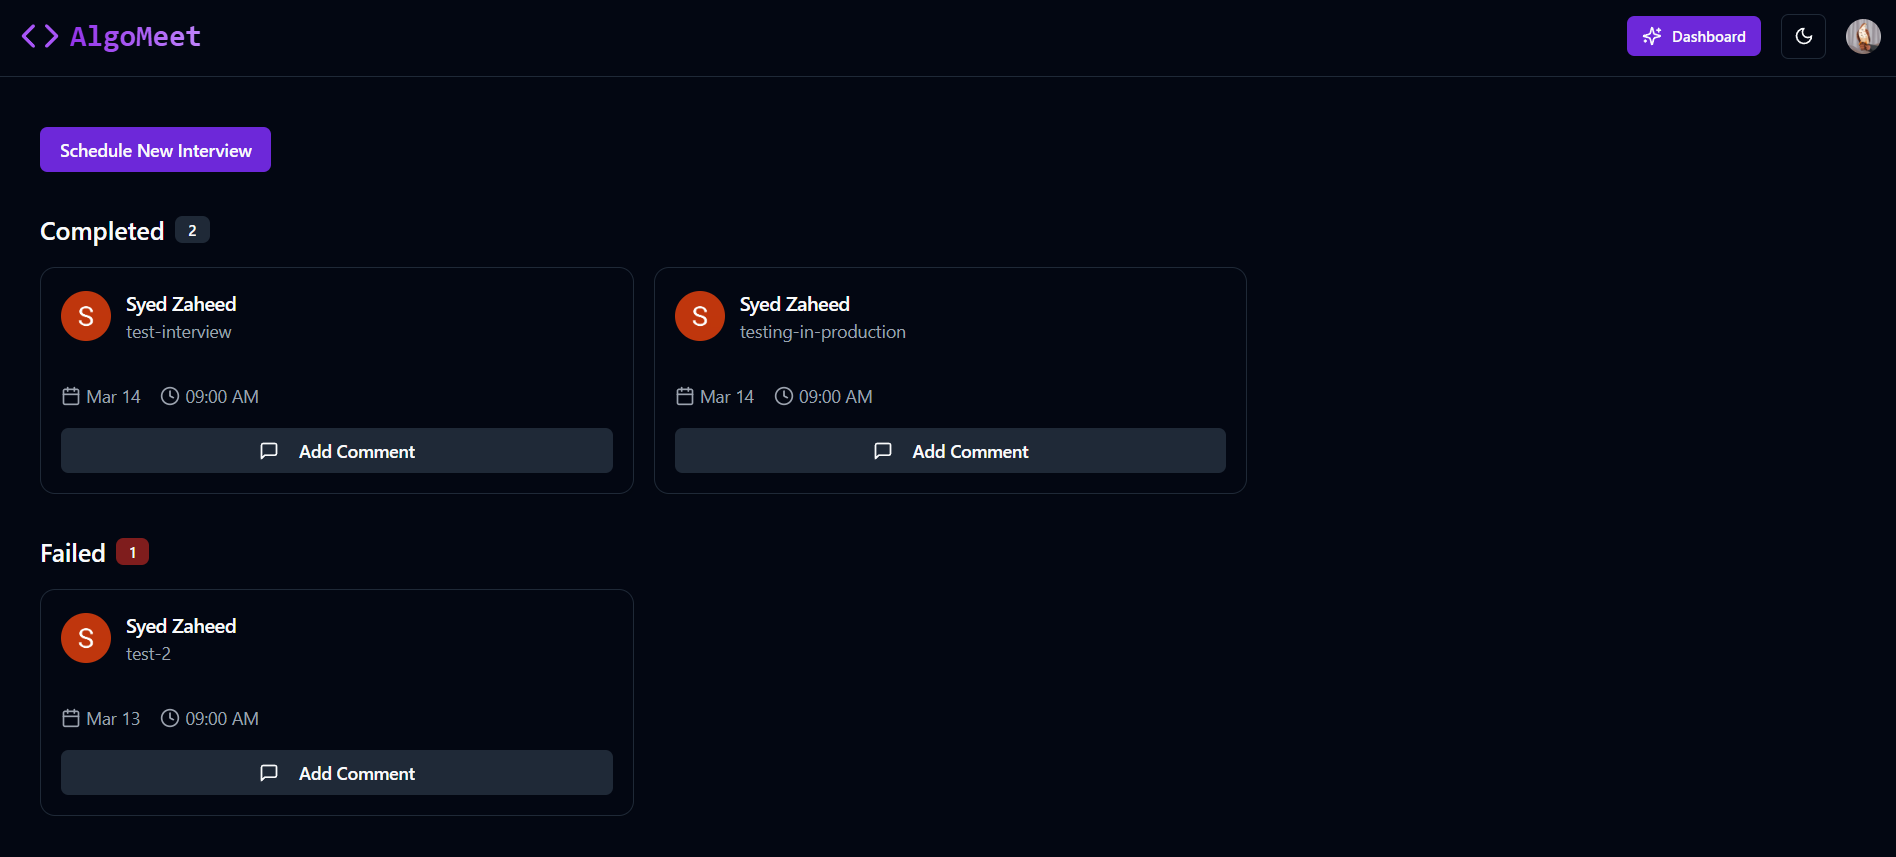 AlgoMeet
Dashboard
Schedule New Interview
Completed 2
S
Syed Zaheed
test-interview
Mar 14 09:00 AM
Add Comment
S
Syed Zaheed
testing-in-production
Mar 14 09:00 AM
Add Comment
Failed 1
S
Syed Zaheed
test-2
Mar 13 09:00 AM
Add Comment